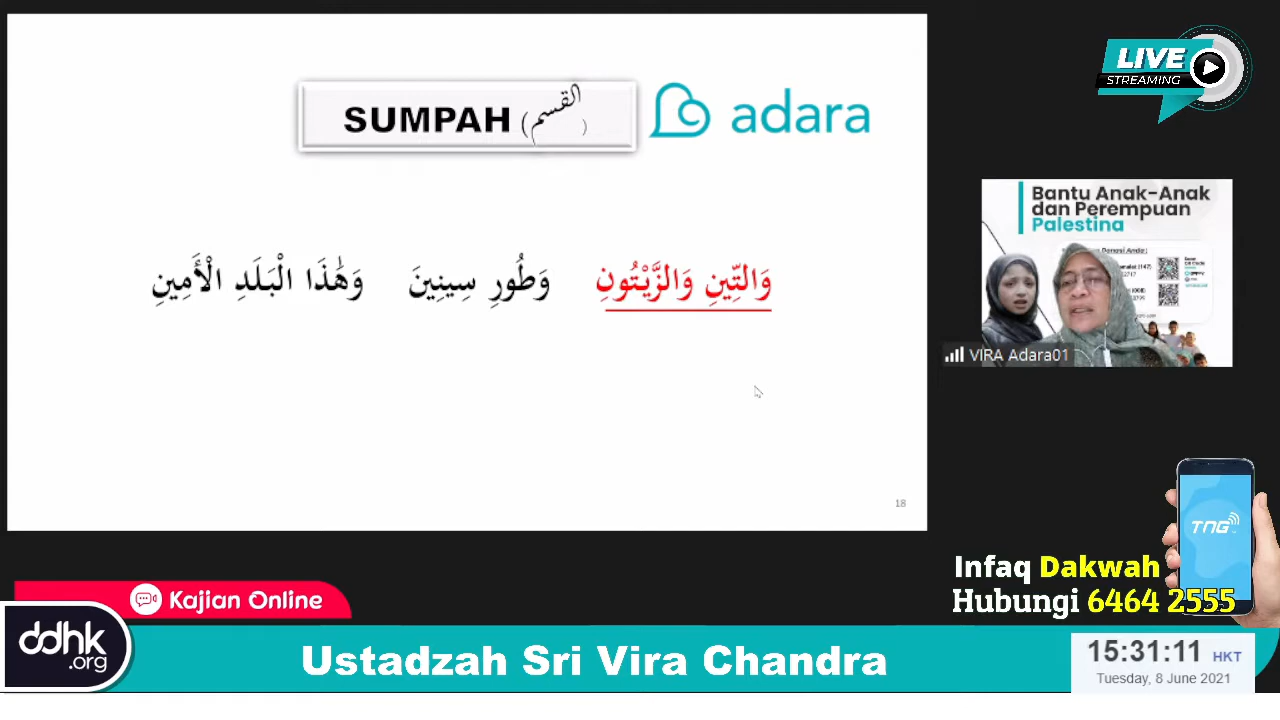 LIVE
STREAMING
SUMPAH (القسم)
adara
وَالتِّينِ وَالزَّيْتُونِ وَطُورِ سِينِينَ وَهَٰذَا الْبَلَدِ الْأَمِينِ
18
Bantu Anak-Anak
dan Perempuan
Palestina
VIRA Adara01
TNG
Infaq Dakwah
Hubungi 6464 2555
Kajian Online
ddhk
.org
Ustadzah Sri Vira Chandra
15:31:11 HKT
Tuesday, 8 June 2021